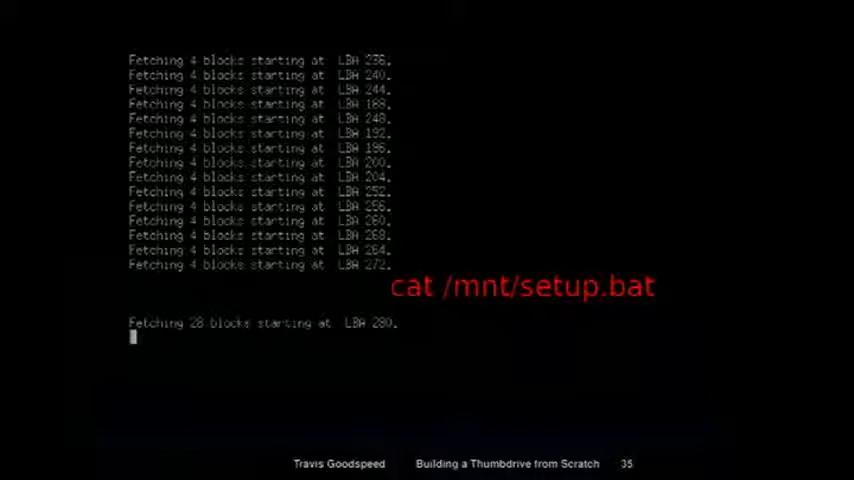 Fetching 4 blocks starting at LBA 236.
Fetching 4 blocks starting at LBA 240.
Fetching 4 blocks starting at LBA 244.
Fetching 4 blocks starting at LBA 188.
Fetching 4 blocks starting at LBA 248.
Fetching 4 blocks starting at LBA 192.
Fetching 4 blocks starting at LBA 196.
Fetching 4 blocks starting at LBA 200.
Fetching 4 blocks starting at LBA 204.
Fetching 4 blocks starting at LBA 252.
Fetching 4 blocks starting at LBA 256.
Fetching 4 blocks starting at LBA 260.
Fetching 4 blocks starting at LBA 268.
Fetching 4 blocks starting at LBA 264.
Fetching 4 blocks starting at LBA 272.
cat /mnt/setup.bat
Fetching 28 blocks starting at LBA 280.
Travis Goodspeed Building a Thumbdrive from Scratch 35